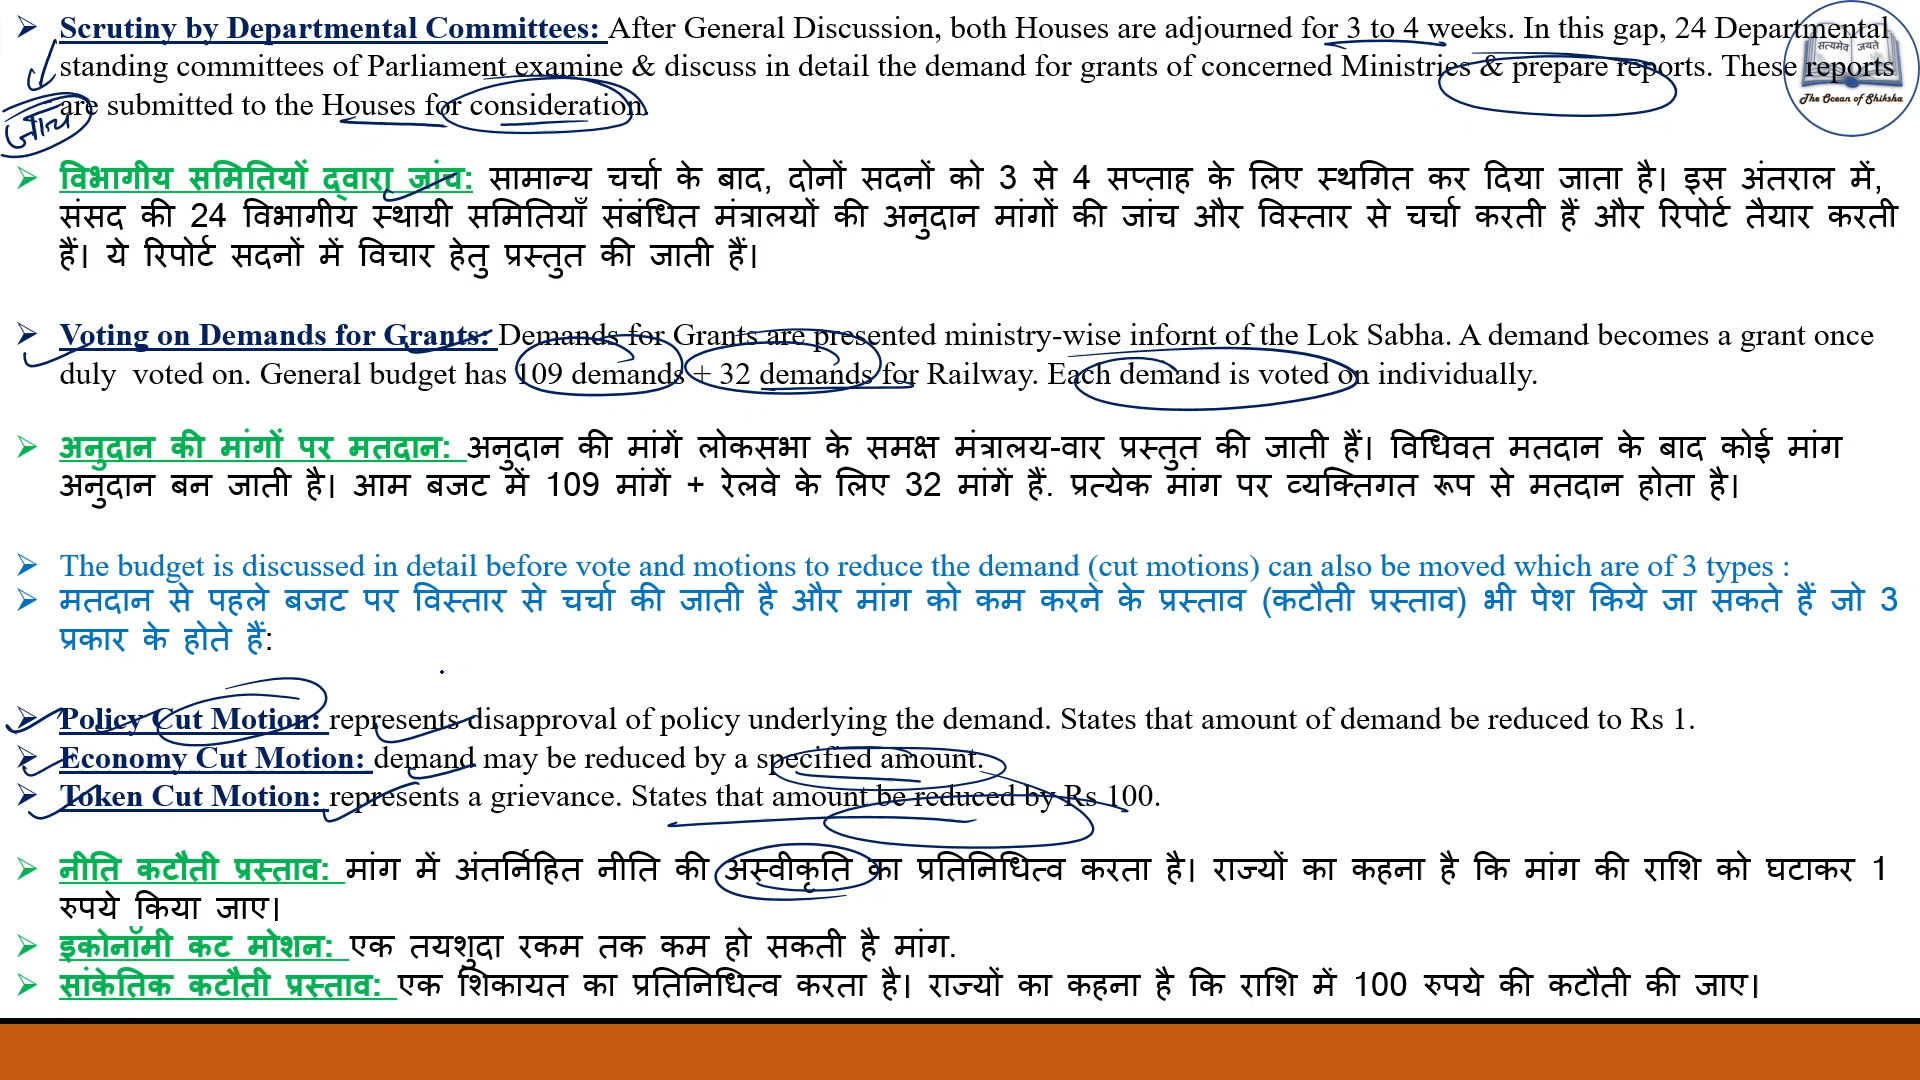 ➢ Scrutiny by Departmental Committees: After General Discussion, both Houses are adjourned for 3 to 4 weeks. In this gap, 24 Departmental
standing committees of Parliament examine & discuss in detail the demand for grants of concerned Ministries & prepare reports. These reports
are submitted to the Houses for consideration.
जांच
सत्यमेव जयते
The Ocean of Shiksha
➢ विभागीय समितियों द्वारा जांच: सामान्य चर्चा के बाद, दोनों सदनों को 3 से 4 सप्ताह के लिए स्थगित कर दिया जाता है। इस अंतराल में,
संसद की 24 विभागीय स्थायी समितियाँ संबंधित मंत्रालयों की अनुदान मांगों की जांच और विस्तार से चर्चा करती हैं और रिपोर्ट तैयार करती
हैं। ये रिपोर्ट सदनों में विचार हेतु प्रस्तुत की जाती हैं।
➢ Voting on Demands for Grants: Demands for Grants are presented ministry-wise infornt of the Lok Sabha. A demand becomes a grant once
duly voted on. General budget has 109 demands + 32 demands for Railway. Each demand is voted on individually.
➢ अनुदान की मांगों पर मतदान: अनुदान की मांगें लोकसभा के समक्ष मंत्रालय-वार प्रस्तुत की जाती हैं। विधिवत मतदान के बाद कोई मांग
अनुदान बन जाती है। आम बजट में 109 मांगें + रेलवे के लिए 32 मांगें हैं. प्रत्येक मांग पर व्यक्तिगत रूप से मतदान होता है।
➢ The budget is discussed in detail before vote and motions to reduce the demand (cut motions) can also be moved which are of 3 types :
➢ मतदान से पहले बजट पर विस्तार से चर्चा की जाती है और मांग को कम करने के प्रस्ताव (कटौती प्रस्ताव) भी पेश किये जा सकते हैं जो 3
प्रकार के होते हैं:
➢ Policy Cut Motion: represents disapproval of policy underlying the demand. States that amount of demand be reduced to Rs 1.
➢ Economy Cut Motion: demand may be reduced by a specified amount.
➢ Token Cut Motion: represents a grievance. States that amount be reduced by Rs 100.
➢ नीति कटौती प्रस्ताव: मांग में अंतर्निहित नीति की अस्वीकृति का प्रतिनिधित्व करता है। राज्यों का कहना है कि मांग की राशि को घटाकर 1
रुपये किया जाए।
➢ इकोनॉमी कट मोशन: एक तयशुदा रकम तक कम हो सकती है मांग.
➢ सांकेतिक कटौती प्रस्ताव: एक शिकायत का प्रतिनिधित्व करता है। राज्यों का कहना है कि राशि में 100 रुपये की कटौती की जाए।